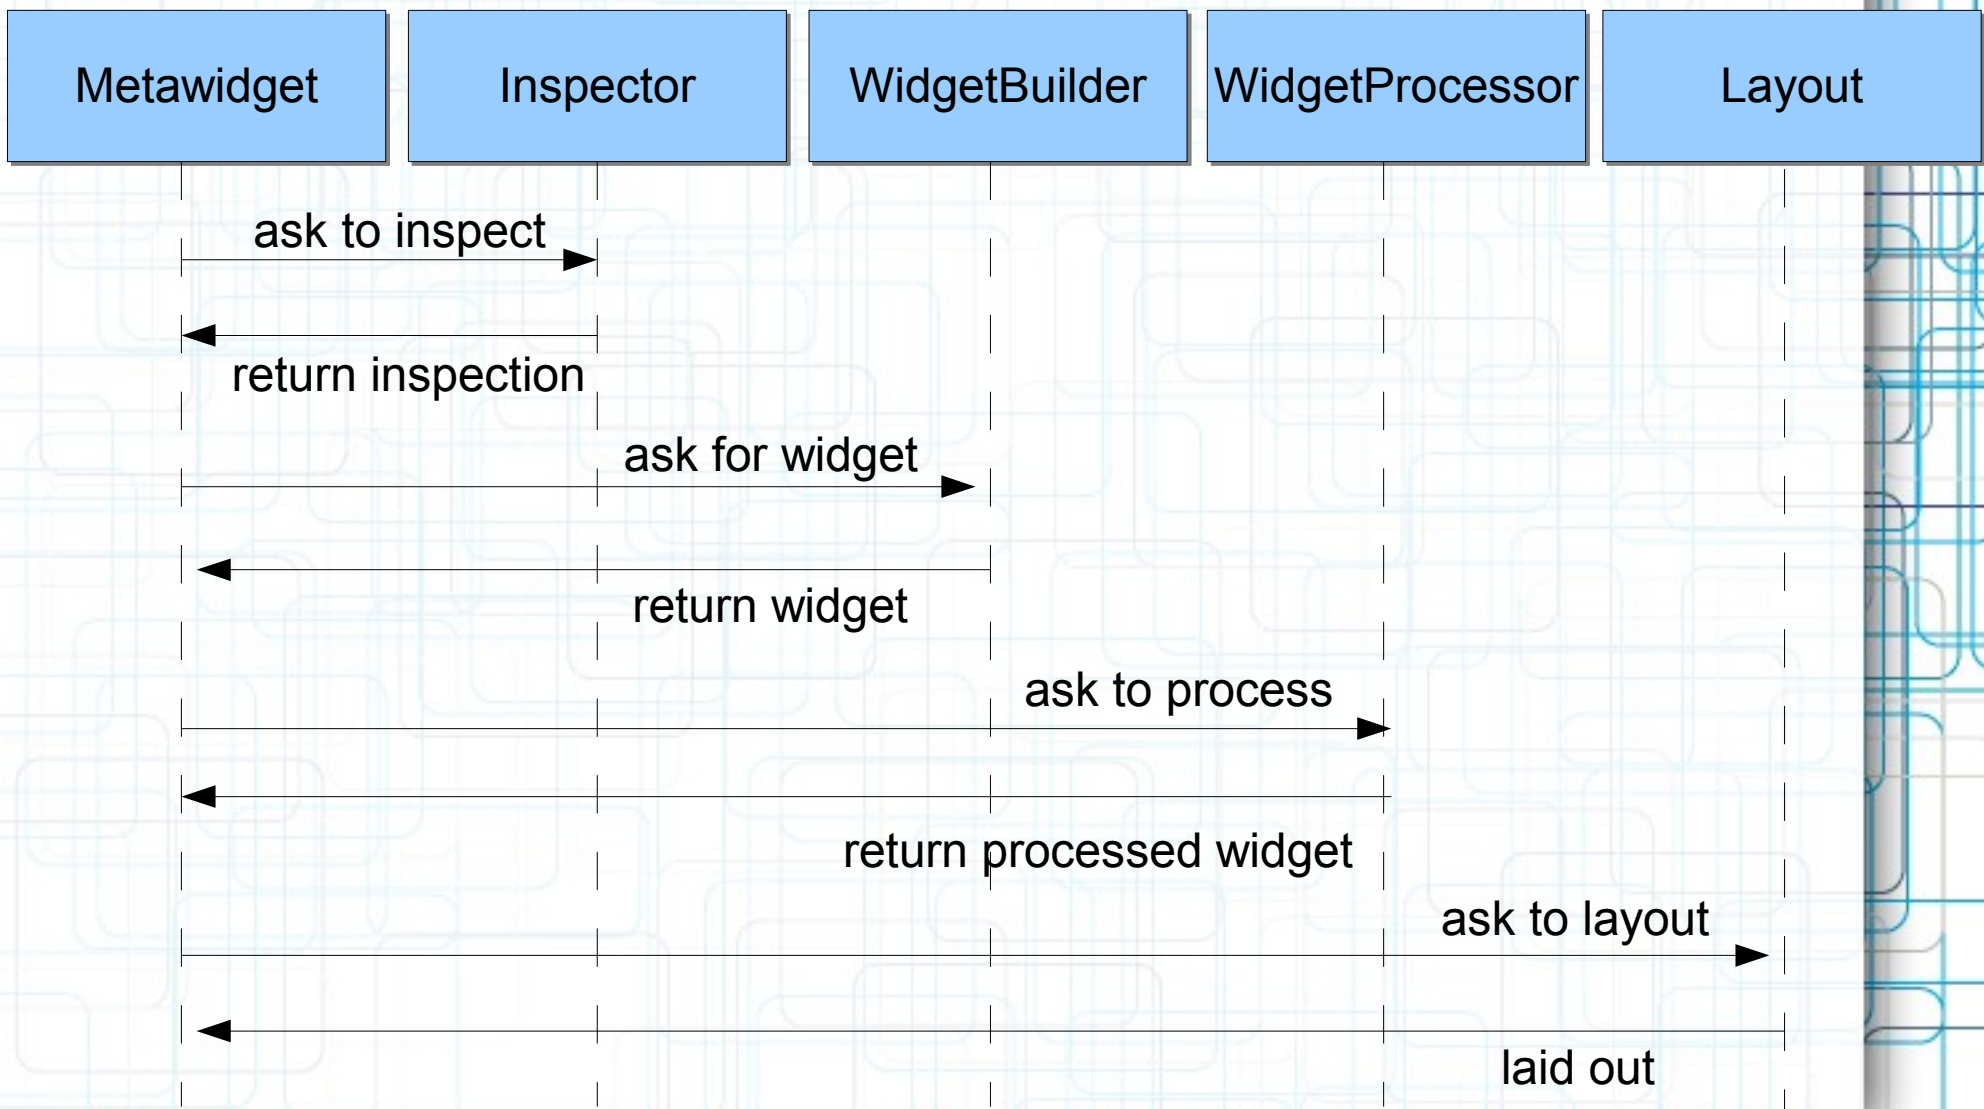 Metawidget
Inspector
WidgetBuilder
WidgetProcessor
Layout
ask to inspect
return inspection
ask for widget
return widget
ask to process
return processed widget
ask to layout
laid out